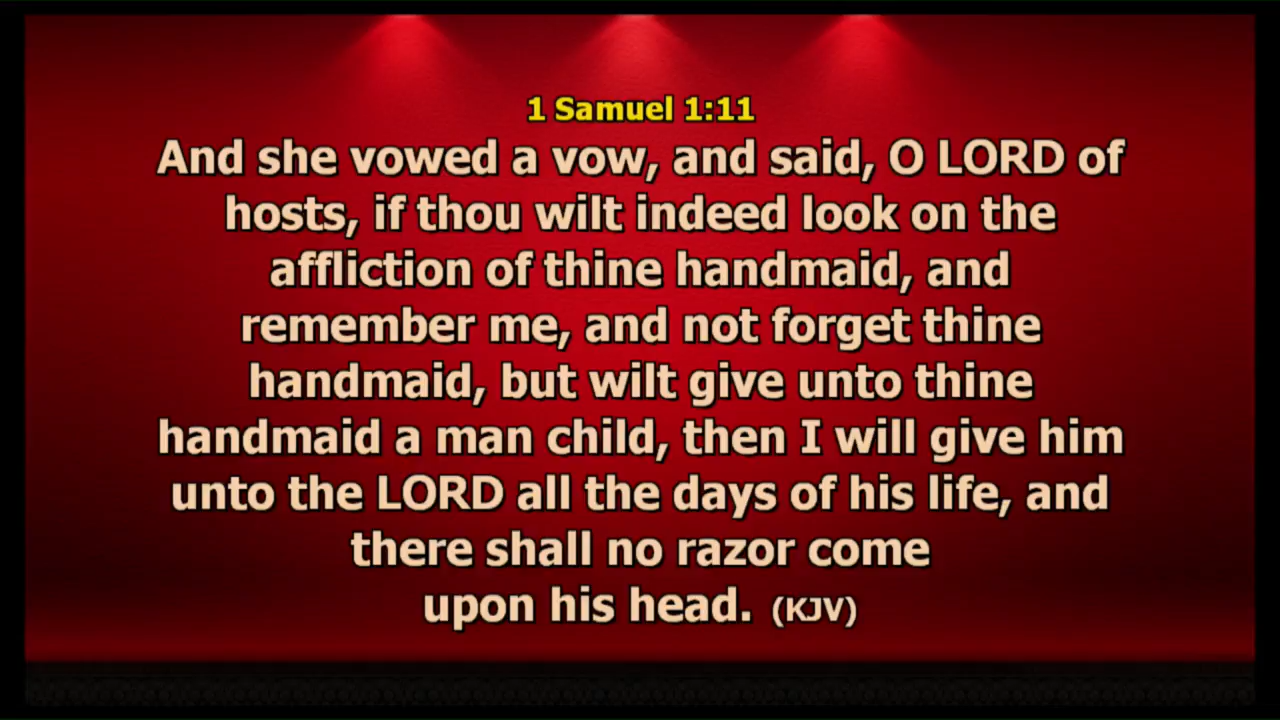 1 Samuel 1:11
And she vowed a vow, and said, O LORD of
hosts, if thou wilt indeed look on the
affliction of thine handmaid, and
remember me, and not forget thine
handmaid, but wilt give unto thine
handmaid a man child, then I will give him
unto the LORD all the days of his life, and
there shall no razor come
upon his head. (KJV)